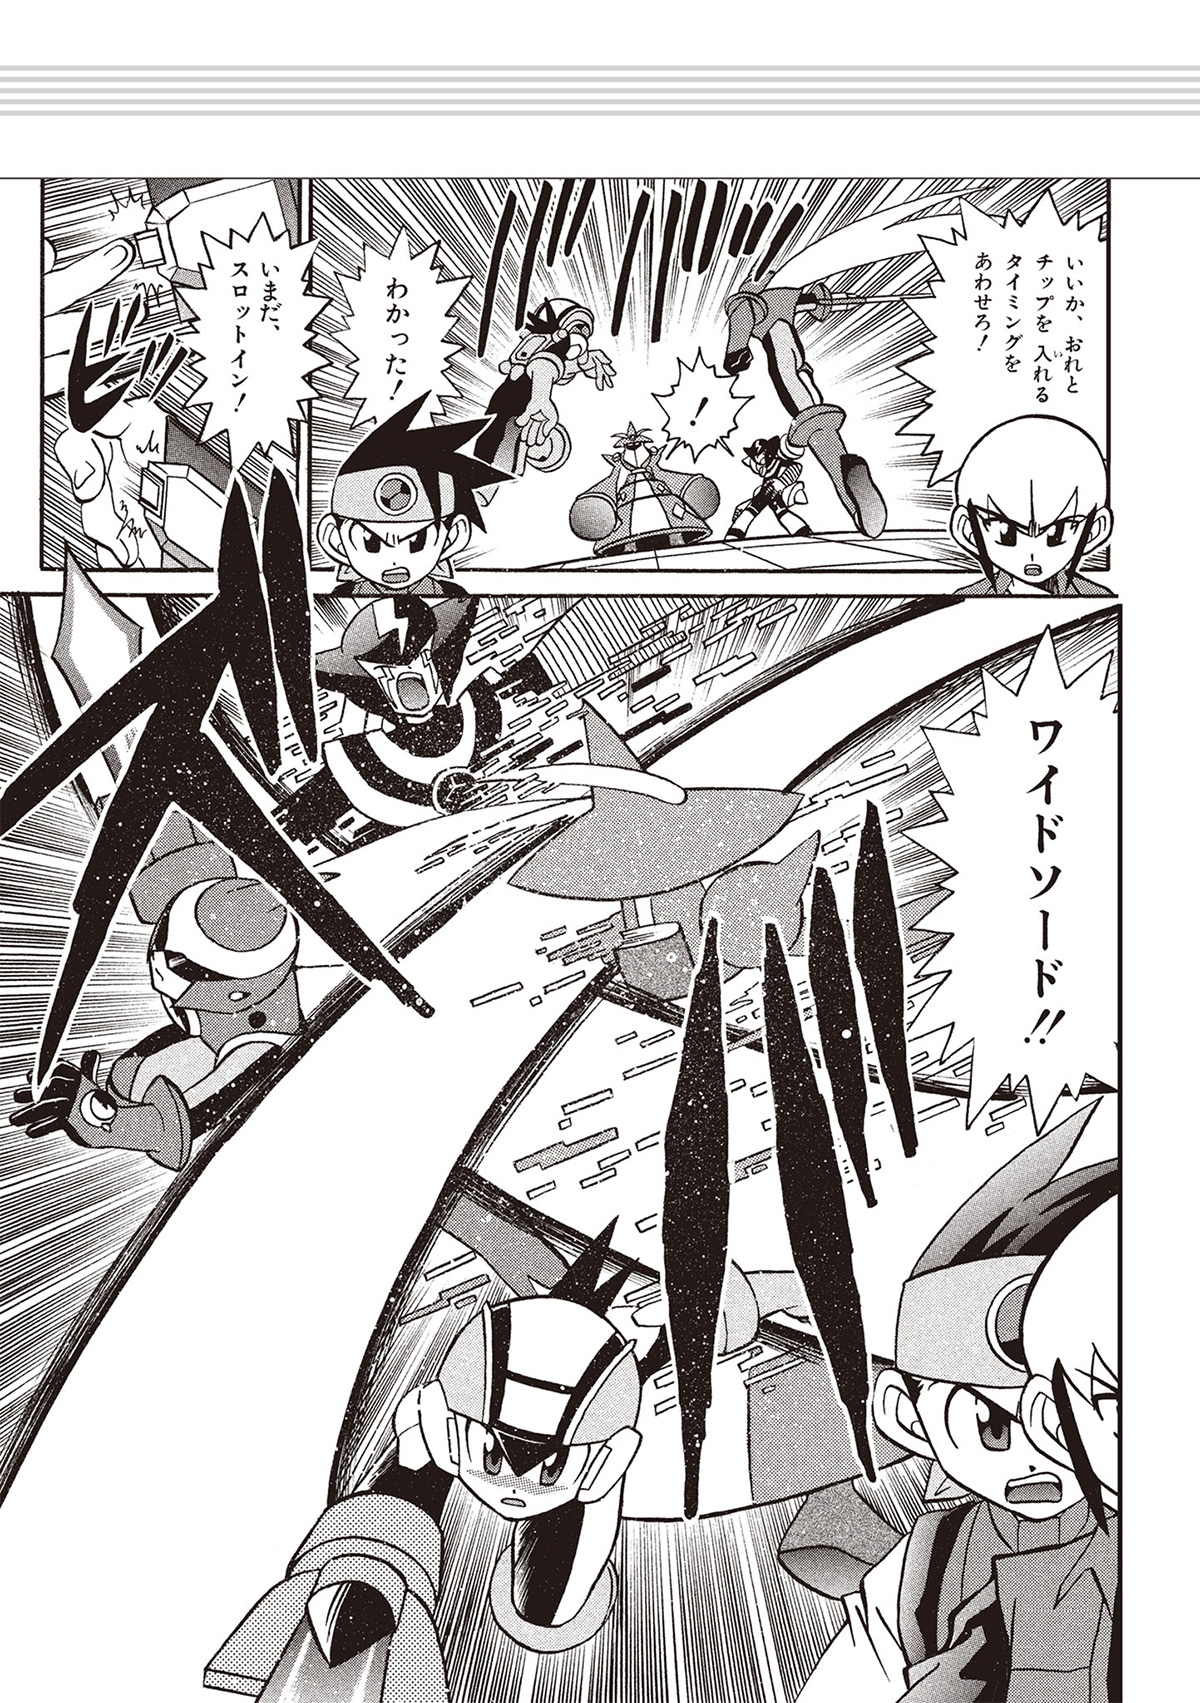 いいか、おれと
チップを入れる
タイミングを
あわせろ!
!
わかった!
いまだ、
スロットイン!
ワイドソード!!